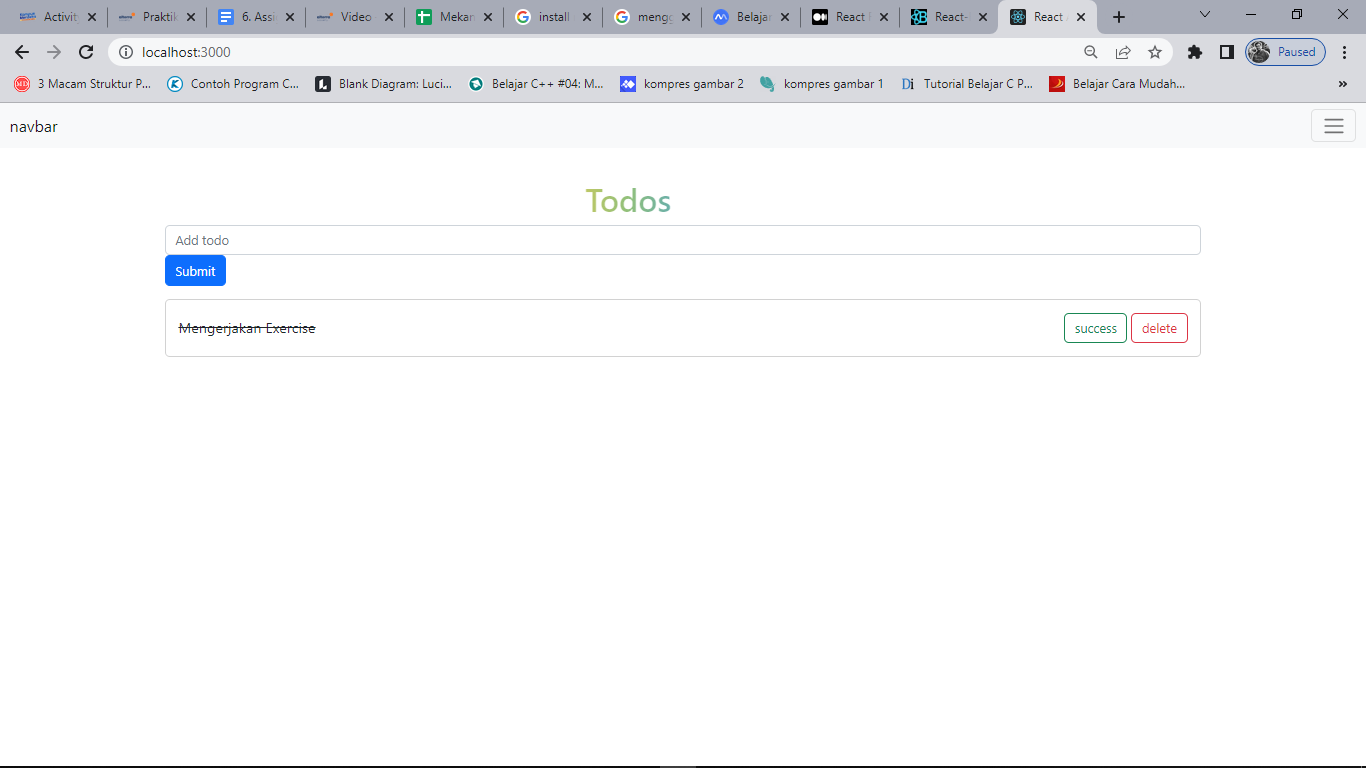 Activit Praktik 6. Assi Video Mekan install mengg Belajar React React- React
localhost:3000 Paused
3 Macam Struktur P... Contoh Program C... Blank Diagram: Luci... Belajar C++ #04: M... kompres gambar 2 kompres gambar 1 Tutorial Belajar C P... Belajar Cara Mudah... »
navbar
Todos
Add todo
Submit
Mengerjakan Exercise success delete